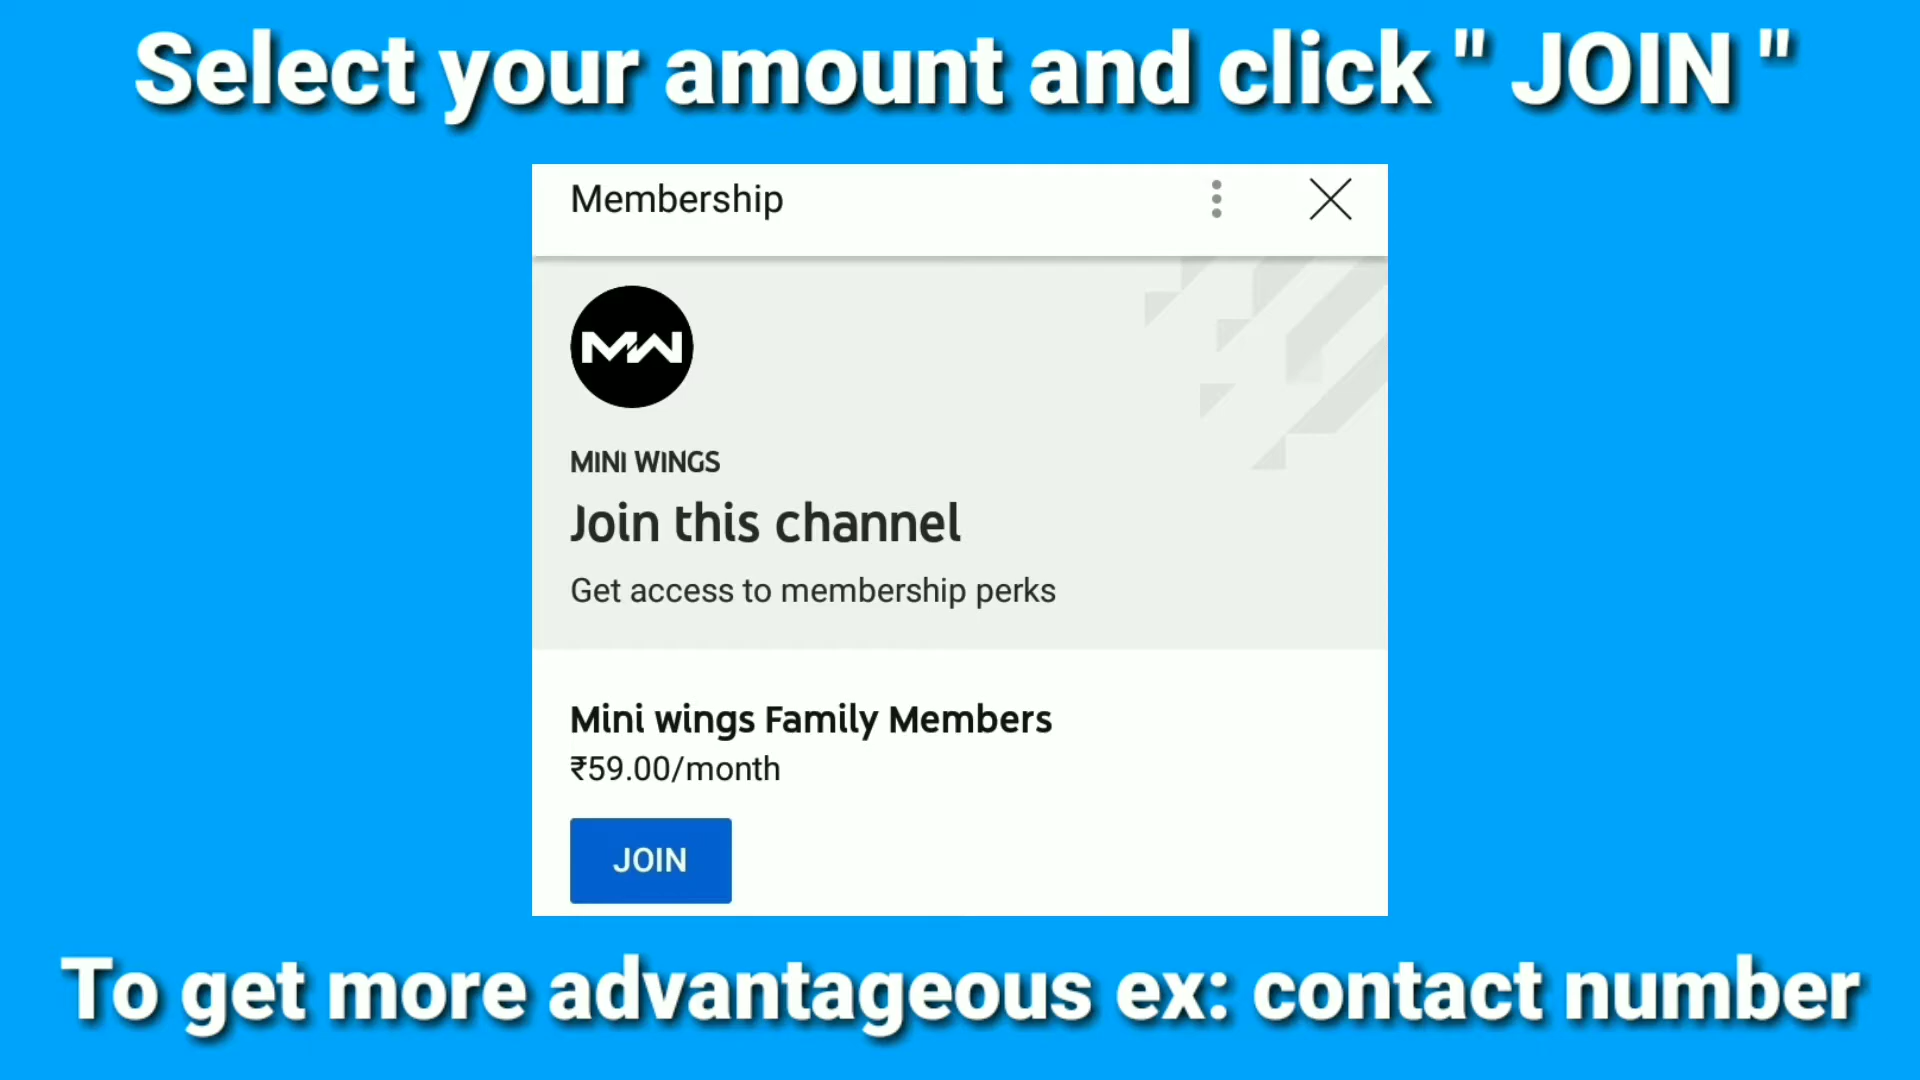 Select your amount and click " JOIN "
Membership
MW
MINI WINGS
Join this channel
Get access to membership perks
Mini wings Family Members
₹59.00/month
JOIN
To get more advantageous ex: contact number